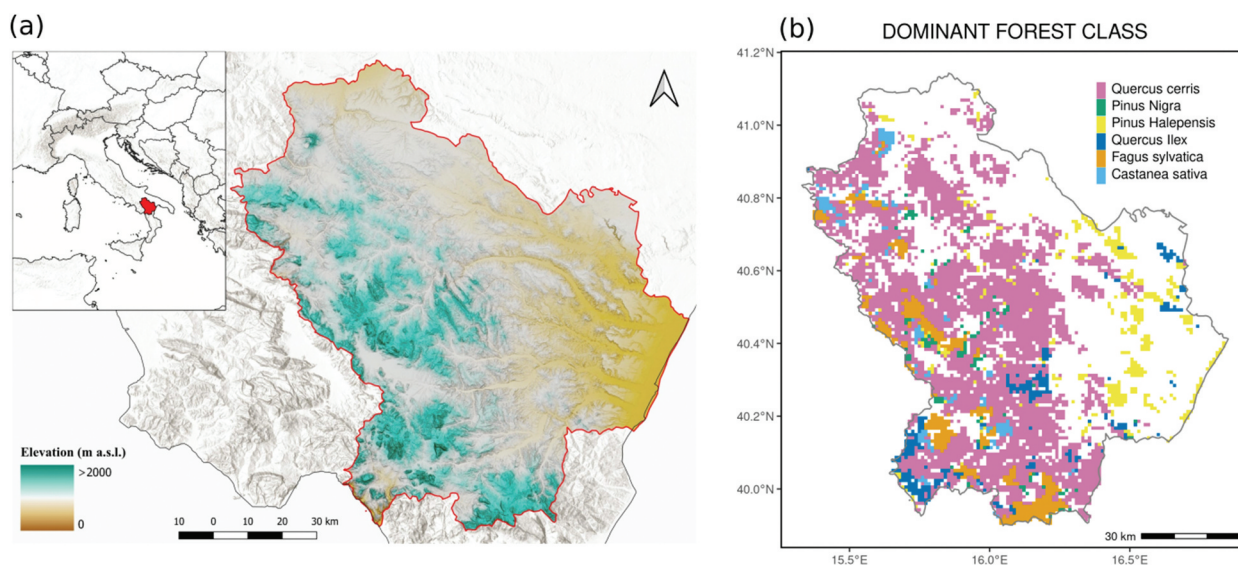 (a)
Elevation (m a.s.l.)
>2000
0
10 0 10 20 30 km
(b)
DOMINANT FOREST CLASS
41.2°N
41.0°N
40.8°N
40.6°N
40.4°N
40.2°N
40.0°N
Quercus cerris
Pinus Nigra
Pinus Halepensis
Quercus Ilex
Fagus sylvatica
Castanea sativa
30 km
15.5°E 16.0°E 16.5°E